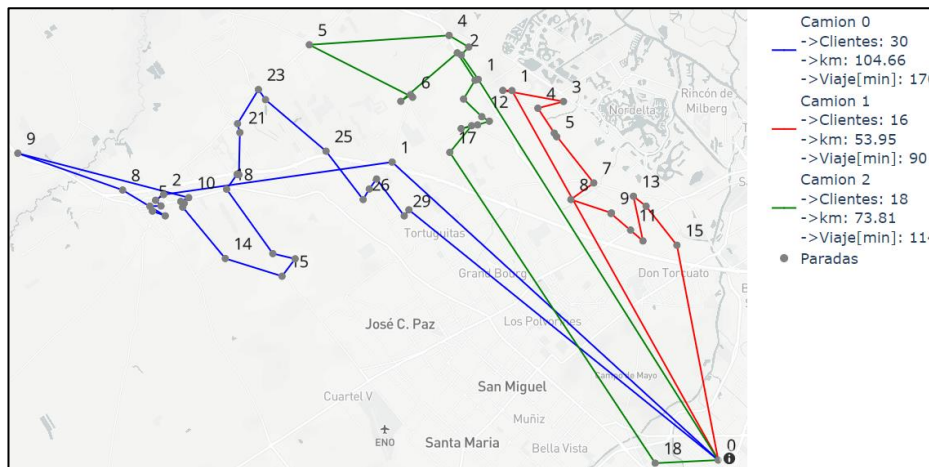 Camion 0
->Clientes: 30
->km: 104.66
->Viaje[min]: 170
Camion 1
->Clientes: 16
->km: 53.95
->Viaje[min]: 90
Camion 2
->Clientes: 18
->km: 73.81
->Viaje[min]: 114
Paradas
4
5
2
23
6
1
1
3
12
4
Rincón de
Milberg
Nordelta
21
5
17
25
9
1
7
8
2
10
18
26
8
13
5
9
29
11
Tortuguitas
15
14
15
Grand Bourg
Don Torcuato
José C. Paz
Los Polvorines
Campo de Mayo
San Miguel
Cuartel V
Muñiz
ENO
Santa Maria
Bella Vista
18
0